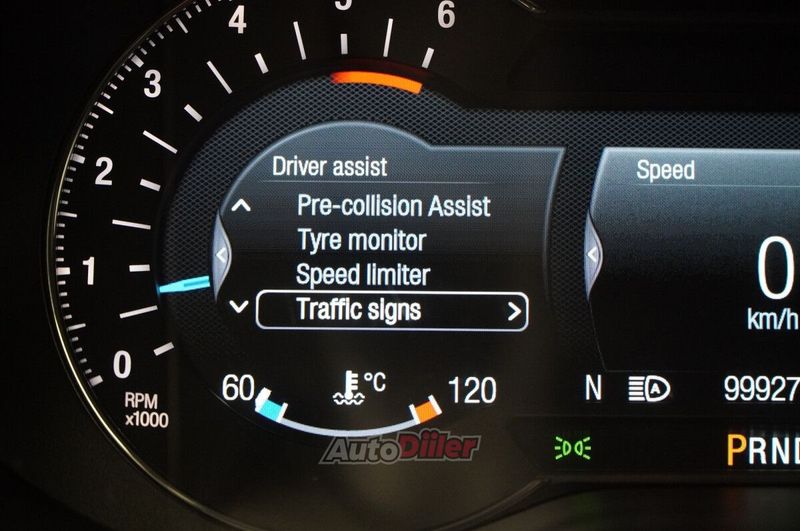 0
1
2
3
4
5
6
RPM
x1000
Driver assist
Pre-collision Assist
Tyre monitor
Speed limiter
Traffic signs
60
°C
120
AutoDiiler
Speed
0
km/h
N
A
99927
PRND